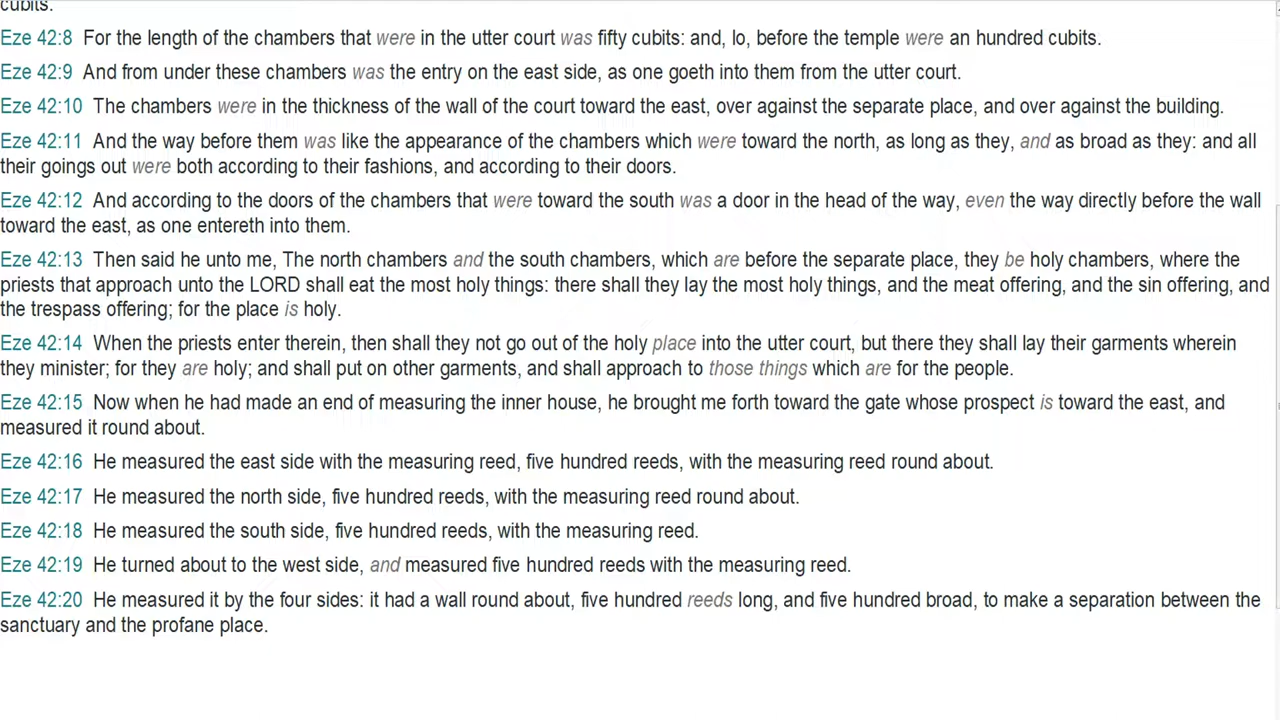 cubits.
Eze 42:8 For the length of the chambers that were in the utter court was fifty cubits: and, lo, before the temple were an hundred cubits.
Eze 42:9 And from under these chambers was the entry on the east side, as one goeth into them from the utter court.
Eze 42:10 The chambers were in the thickness of the wall of the court toward the east, over against the separate place, and over against the building.
Eze 42:11 And the way before them was like the appearance of the chambers which were toward the north, as long as they, and as broad as they: and all
their goings out were both according to their fashions, and according to their doors.
Eze 42:12 And according to the doors of the chambers that were toward the south was a door in the head of the way, even the way directly before the wall
toward the east, as one entereth into them.
Eze 42:13 Then said he unto me, The north chambers and the south chambers, which are before the separate place, they be holy chambers, where the
priests that approach unto the LORD shall eat the most holy things: there shall they lay the most holy things, and the meat offering, and the sin offering, and
the trespass offering; for the place is holy.
Eze 42:14 When the priests enter therein, then shall they not go out of the holy place into the utter court, but there they shall lay their garments wherein
they minister; for they are holy; and shall put on other garments, and shall approach to those things which are for the people.
Eze 42:15 Now when he had made an end of measuring the inner house, he brought me forth toward the gate whose prospect is toward the east, and
measured it round about.
Eze 42:16 He measured the east side with the measuring reed, five hundred reeds, with the measuring reed round about.
Eze 42:17 He measured the north side, five hundred reeds, with the measuring reed round about.
Eze 42:18 He measured the south side, five hundred reeds, with the measuring reed.
Eze 42:19 He turned about to the west side, and measured five hundred reeds with the measuring reed.
Eze 42:20 He measured it by the four sides: it had a wall round about, five hundred reeds long, and five hundred broad, to make a separation between the
sanctuary and the profane place.